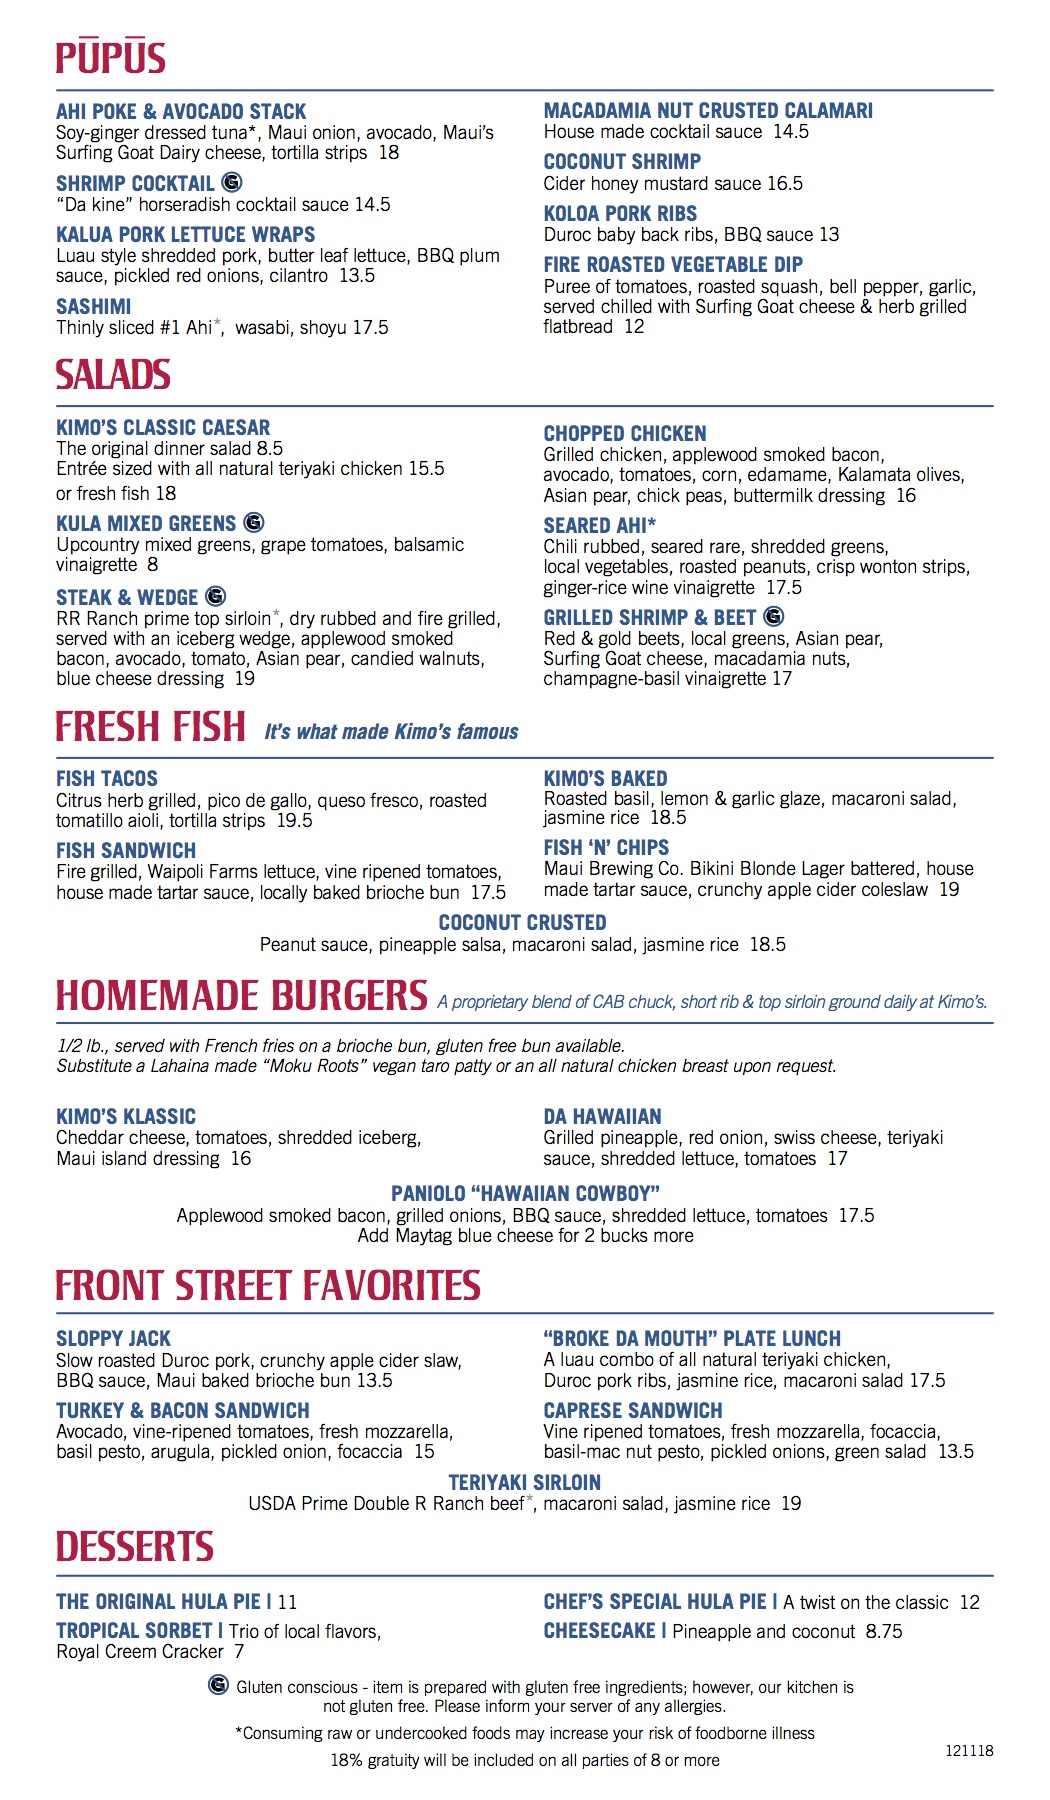 PŪPŪS
AHI POKE & AVOCADO STACK
Soy-ginger dressed tuna*, Maui onion, avocado, Maui's
Surfing Goat Dairy cheese, tortilla strips 18
SHRIMP COCKTAIL G
“Da kine” horseradish cocktail sauce 14.5
KALUA PORK LETTUCE WRAPS
Luau style shredded pork, butter leaf lettuce, BBQ plum
sauce, pickled red onions, cilantro 13.5
SASHIMI
Thinly sliced #1 Ahi*, wasabi, shoyu 17.5
MACADAMIA NUT CRUSTED CALAMARI
House made cocktail sauce 14.5
COCONUT SHRIMP
Cider honey mustard sauce 16.5
KOLOA PORK RIBS
Duroc baby back ribs, BBQ sauce 13
FIRE ROASTED VEGETABLE DIP
Puree of tomatoes, roasted squash, bell pepper, garlic,
served chilled with Surfing Goat cheese & herb grilled
flatbread 12
SALADS
KIMO'S CLASSIC CAESAR
The original dinner salad 8.5
Entrée sized with all natural teriyaki chicken 15.5
or fresh fish 18
KULA MIXED GREENS G
Upcountry mixed greens, grape tomatoes, balsamic
vinaigrette 8
STEAK & WEDGE G
RR Ranch prime top sirloin*, dry rubbed and fire grilled,
served with an iceberg wedge, applewood smoked
bacon, avocado, tomato, Asian pear, candied walnuts,
blue cheese dressing 19
CHOPPED CHICKEN
Grilled chicken, applewood smoked bacon,
avocado, tomatoes, corn, edamame, Kalamata olives,
Asian pear, chick peas, buttermilk dressing 16
SEARED AHI*
Chili rubbed, seared rare, shredded greens,
local vegetables, roasted peanuts, crisp wonton strips,
ginger-rice wine vinaigrette 17.5
GRILLED SHRIMP & BEET G
Red & gold beets, local greens, Asian pear,
Surfing Goat cheese, macadamia nuts,
champagne-basil vinaigrette 17
FRESH FISH It's what made Kimo's famous
FISH TACOS
Citrus herb grilled, pico de gallo, queso fresco, roasted
tomatillo aioli, tortilla strips 19.5
FISH SANDWICH
Fire grilled, Waipoli Farms lettuce, vine ripened tomatoes,
house made tartar sauce, locally baked brioche bun 17.5
KIMO'S BAKED
Roasted basil, lemon & garlic glaze, macaroni salad,
jasmine rice 18.5
FISH ‘N’ CHIPS
Maui Brewing Co. Bikini Blonde Lager battered, house
made tartar sauce, crunchy apple cider coleslaw 19
COCONUT CRUSTED
Peanut sauce, pineapple salsa, macaroni salad, jasmine rice 18.5
HOMEMADE BURGERS A proprietary blend of CAB chuck, short rib & top sirloin ground daily at Kimo's.
1/2 lb., served with French fries on a brioche bun, gluten free bun available.
Substitute a Lahaina made “Moku Roots” vegan taro patty or an all natural chicken breast upon request.
KIMO'S KLASSIC
Cheddar cheese, tomatoes, shredded iceberg,
Maui island dressing 16
DA HAWAIIAN
Grilled pineapple, red onion, swiss cheese, teriyaki
sauce, shredded lettuce, tomatoes 17
PANIOLO “HAWAIIAN COWBOY”
Applewood smoked bacon, grilled onions, BBQ sauce, shredded lettuce, tomatoes 17.5
Add Maytag blue cheese for 2 bucks more
FRONT STREET FAVORITES
SLOPPY JACK
Slow roasted Duroc pork, crunchy apple cider slaw,
BBQ sauce, Maui baked brioche bun 13.5
TURKEY & BACON SANDWICH
Avocado, vine-ripened tomatoes, fresh mozzarella,
basil pesto, arugula, pickled onion, focaccia 15
“BROKE DA MOUTH” PLATE LUNCH
A luau combo of all natural teriyaki chicken,
Duroc pork ribs, jasmine rice, macaroni salad 17.5
CAPRESE SANDWICH
Vine ripened tomatoes, fresh mozzarella, focaccia,
basil-mac nut pesto, pickled onions, green salad 13.5
TERIYAKI SIRLOIN
USDA Prime Double R Ranch beef*, macaroni salad, jasmine rice 19
DESSERTS
THE ORIGINAL HULA PIE | 11
TROPICAL SORBET | Trio of local flavors,
Royal Creem Cracker 7
CHEF'S SPECIAL HULA PIE | A twist on the classic 12
CHEESECAKE | Pineapple and coconut 8.75
G Gluten conscious - item is prepared with gluten free ingredients; however, our kitchen is
not gluten free. Please inform your server of any allergies.
*Consuming raw or undercooked foods may increase your risk of foodborne illness
18% gratuity will be included on all parties of 8 or more
121118